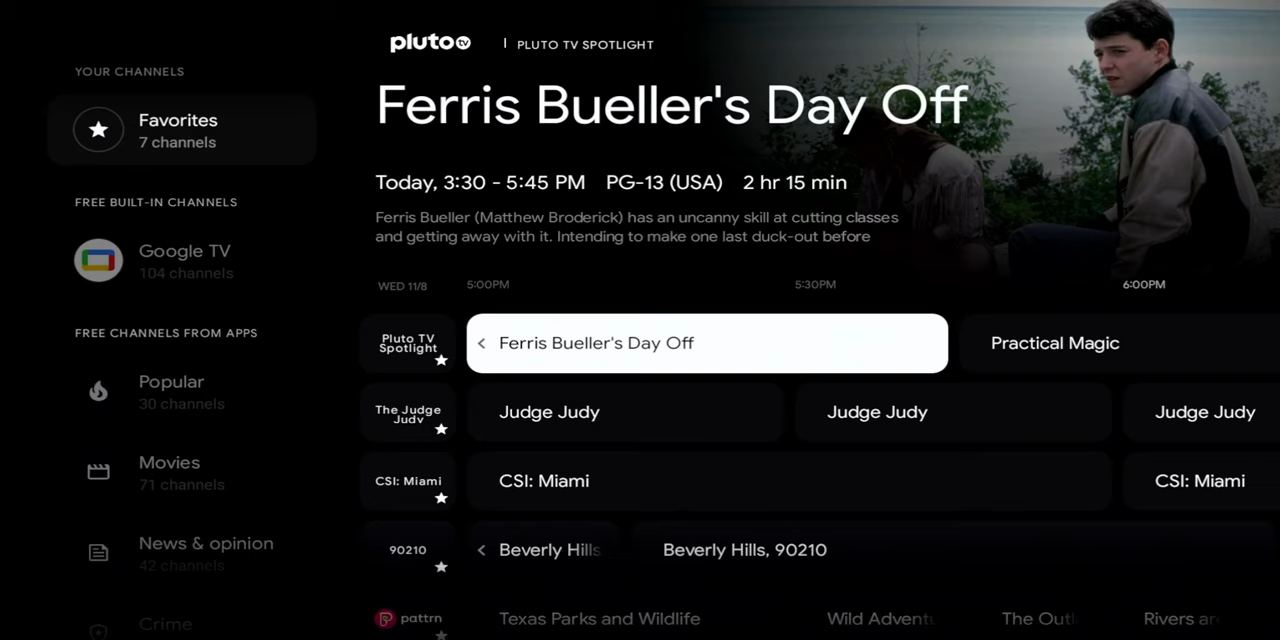 YOUR CHANNELS
Favorites
7 channels
FREE BUILT-IN CHANNELS
Google TV
104 channels
FREE CHANNELS FROM APPS
Popular
30 channels
Movies
71 channels
News & opinion
42 channels
Crime
pluto tv | PLUTO TV SPOTLIGHT
Ferris Bueller's Day Off
Today, 3:30 - 5:45 PM PG-13 (USA) 2 hr 15 min
Ferris Bueller (Matthew Broderick) has an uncanny skill at cutting classes
and getting away with it. Intending to make one last duck-out before
WED 11/8 5:00PM 5:30PM 6:00PM
Pluto TV
Spotlight
< Ferris Bueller's Day Off Practical Magic
The Judge
Judy
Judge Judy Judge Judy Judge Judy
CSI: Miami CSI: Miami CSI: Miami
90210 < Beverly Hills Beverly Hills, 90210
pattrn Texas Parks and Wildlife Wild Adventu The Outl Rivers ar